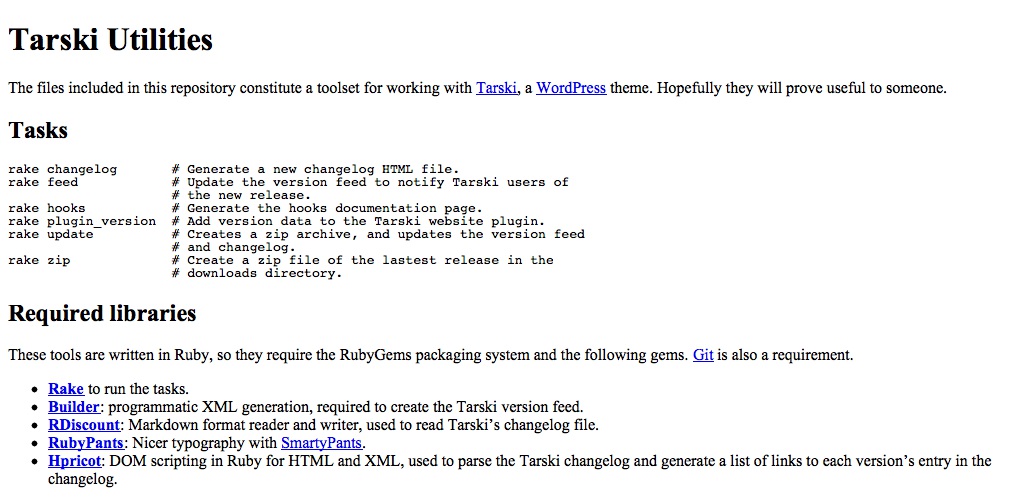 Tarski Utilities
The files included in this repository constitute a toolset for working with Tarski, a WordPress theme. Hopefully they will prove useful to someone.
Tasks
rake changelog       # Generate a new changelog HTML file.
rake feed            # Update the version feed to notify Tarski users of
                     # the new release.
rake hooks           # Generate the hooks documentation page.
rake plugin_version  # Add version data to the Tarski website plugin.
rake update          # Creates a zip archive, and updates the version feed
                     # and changelog.
rake zip             # Create a zip file of the lastest release in the
                     # downloads directory.
Required libraries
These tools are written in Ruby, so they require the RubyGems packaging system and the following gems. Git is also a requirement.
• Rake to run the tasks.
• Builder: programmatic XML generation, required to create the Tarski version feed.
• RDiscount: Markdown format reader and writer, used to read Tarski’s changelog file.
• RubyPants: Nicer typography with SmartyPants.
• Hpricot: DOM scripting in Ruby for HTML and XML, used to parse the Tarski changelog and generate a list of links to each version’s entry in the
changelog.